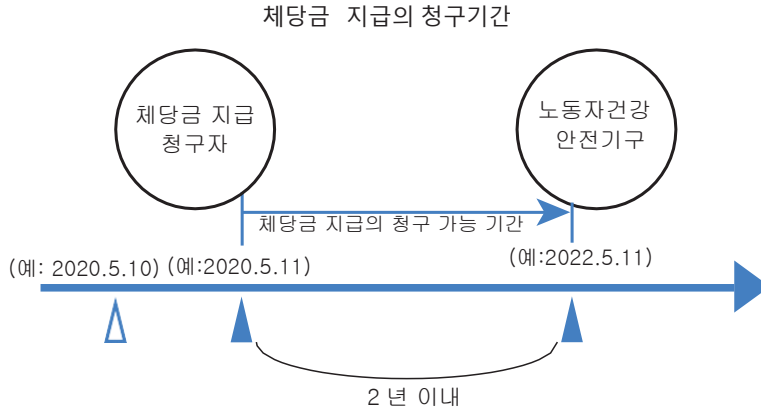 체당금 지급의 청구기간
체당금 지급
청구자
노동자건강
안전기구
체당금 지급의 청구 가능 기간
(예: 2020.5.10) (예:2020.5.11)
(예:2022.5.11)
2 년 이내